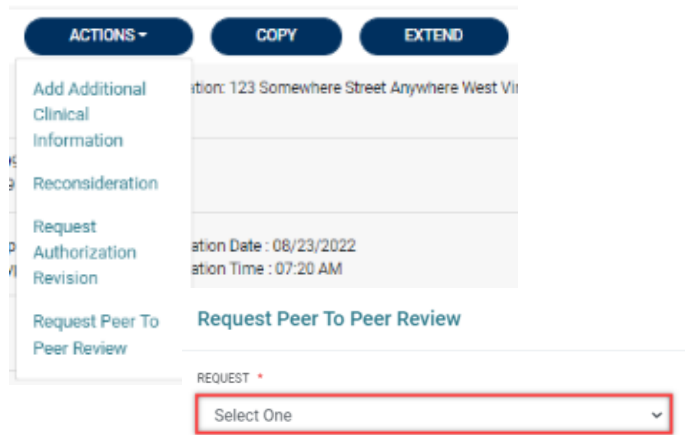 ACTIONS COPY EXTEND
Add Additional
Clinical
Information
ation: 123 Somewhere Street Anywhere West Vi
Reconsideration
Request
Authorization
Revision
ation Date : 08/23/2022
ation Time : 07:20 AM
Request Peer To
Peer Review
Request Peer To Peer Review
REQUEST *
Select One